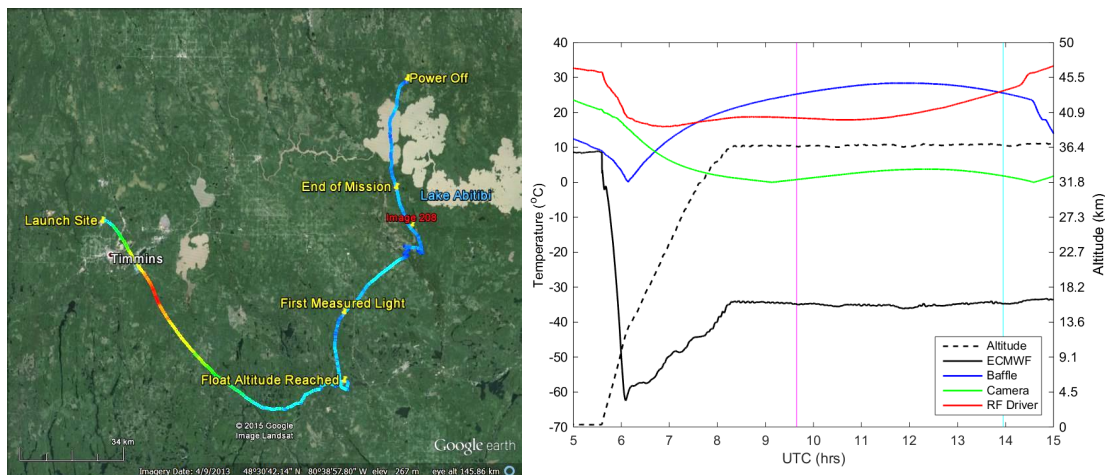 Power Off
End of Mission
Lake Abitibi
Image 208
Launch Site
Timmins
First Measured Light
Float Altitude Reached
© 2015 Google
Image Landsat
34 km
Google earth
Imagery Date: 4/9/2013 48°30'42.14" N 80°38'57.80" W elev 267 m eye alt 145.86 km
40
30
20
10
0
-10
-20
-30
-40
-50
-60
-70
Temperature (°C)
50
45.5
40.9
36.4
31.8
27.3
22.7
18.2
13.6
9.1
4.5
0
Altitude (km)
Altitude
ECMWF
Baffle
Camera
RF Driver
5 6 7 8 9 10 11 12 13 14 15
UTC (hrs)